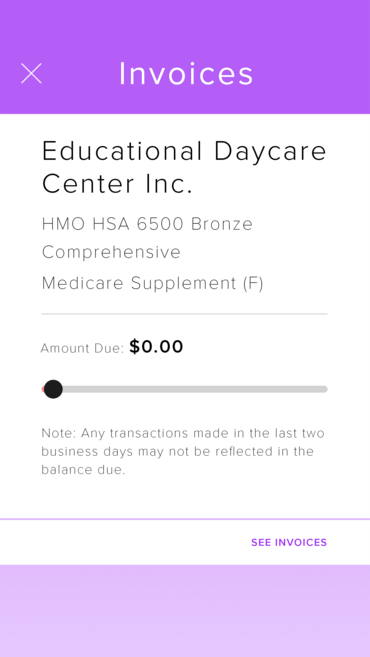 Invoices
Educational Daycare
Center Inc.
HMO HSA 6500 Bronze
Comprehensive
Medicare Supplement (F)
Amount Due: $0.00
Note: Any transactions made in the last two
business days may not be reflected in the
balance due.
SEE INVOICES